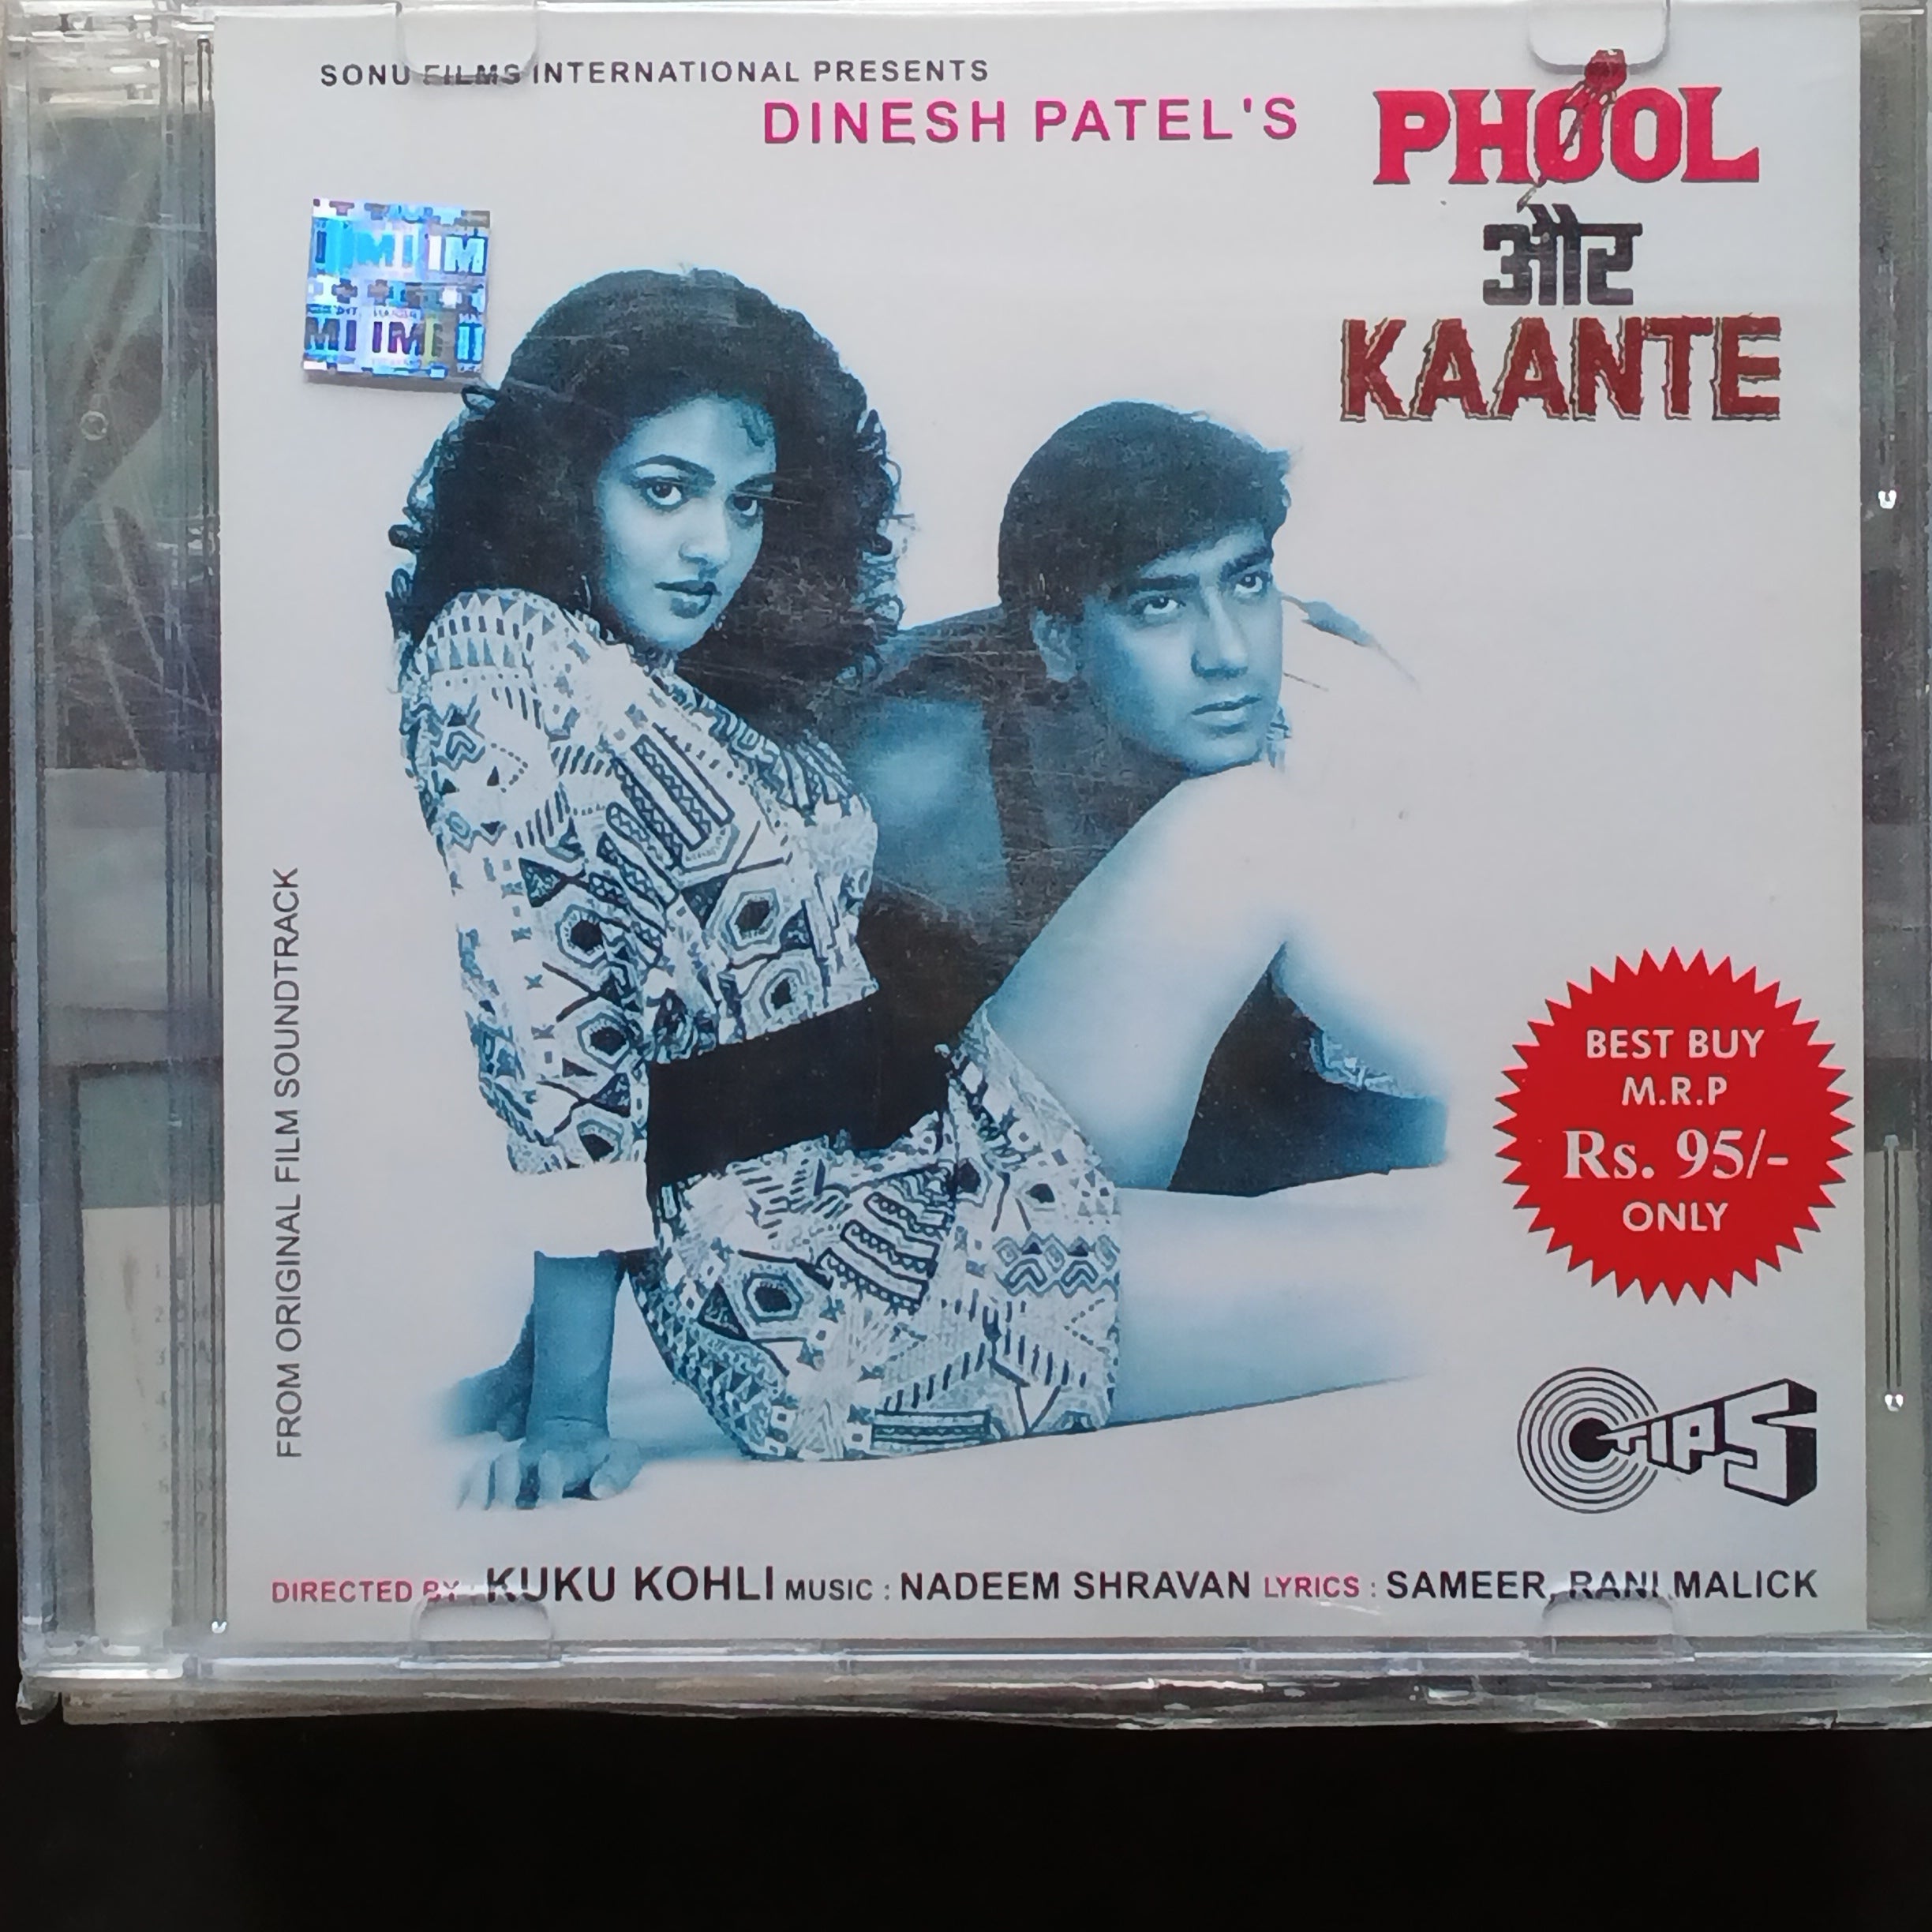 SONU FILMS INTERNATIONAL PRESENTS
DINESH PATEL'S
PHOOL
और
KAANTE
FROM ORIGINAL FILM SOUNDTRACK
BEST BUY
M.R.P
Rs. 95/-
ONLY
TIPS
DIRECTED BY : KUKU KOHLI MUSIC : NADEEM SHRAVAN LYRICS : SAMEER, RANI MALICK